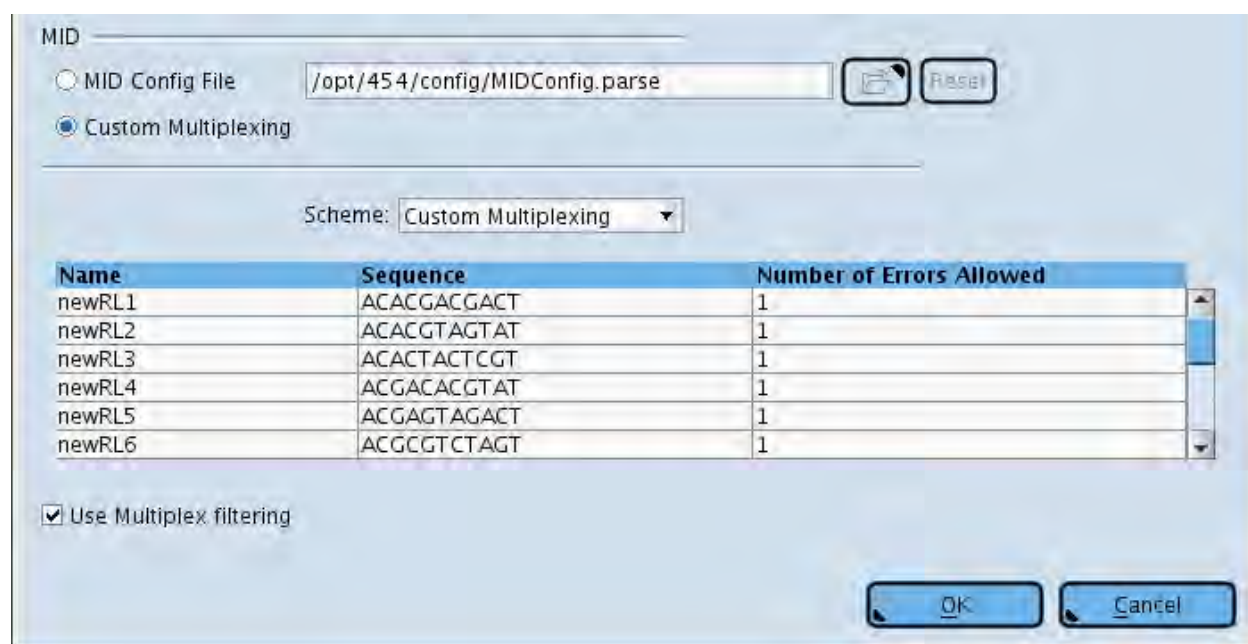 MID
MID Config File /opt/454/config/MIDConfig.parse Reset
Custom Multiplexing
Scheme: Custom Multiplexing
Name Sequence Number of Errors Allowed
newRL1 ACACGACGACT 1
newRL2 ACACGTAGTAT 1
newRL3 ACACTACTCGT 1
newRL4 ACGACACGTAT 1
newRL5 ACGAGTAGACT 1
newRL6 ACGCGTCTAGT 1
Use Multiplex filtering
OK Cancel